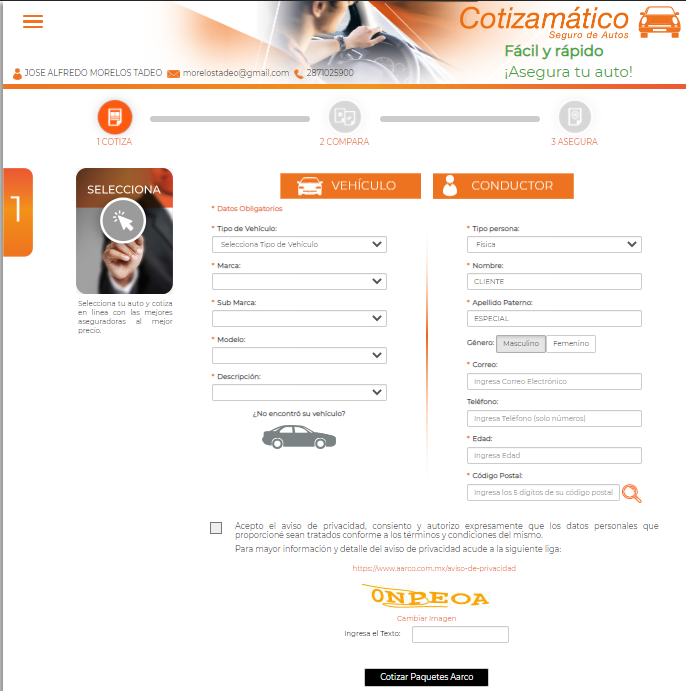 Cotizamático
Seguro de Autos
Fácil y rápido
¡Asegura tu auto!
JOSE ALFREDO MORELOS TADEO morelostadeo@gmail.com 2871025900
1 COTIZA
2 COMPARA
3 ASEGURA
1
SELECCIONA
Selecciona tu auto y cotiza
en línea con las mejores
aseguradoras al mejor
precio.
VEHÍCULO
* Datos Obligatorios
* Tipo de Vehículo:
Selecciona Tipo de Vehículo
* Marca:
* Sub Marca:
* Modelo:
* Descripción:
¿No encontró su vehículo?
CONDUCTOR
* Tipo persona:
Física
* Nombre:
CLIENTE
* Apellido Paterno:
ESPECIAL
Género: Masculino Femenino
* Correo:
Ingresa Correo Electrónico
Teléfono:
Ingresa Teléfono (solo números)
* Edad:
Ingresa Edad
* Código Postal:
Ingresa los 5 dígitos de su código postal
Acepto el aviso de privacidad, consiento y autorizo expresamente que los datos personales que
proporcioné sean tratados conforme a los términos y condiciones del mismo.
Para mayor información y detalle del aviso de privacidad acude a la siguiente liga:
https://www.aarco.com.mx/aviso-de-privacidad
ONPEOA
Cambiar Imagen
Ingresa el Texto:
Cotizar Paquetes Aarco